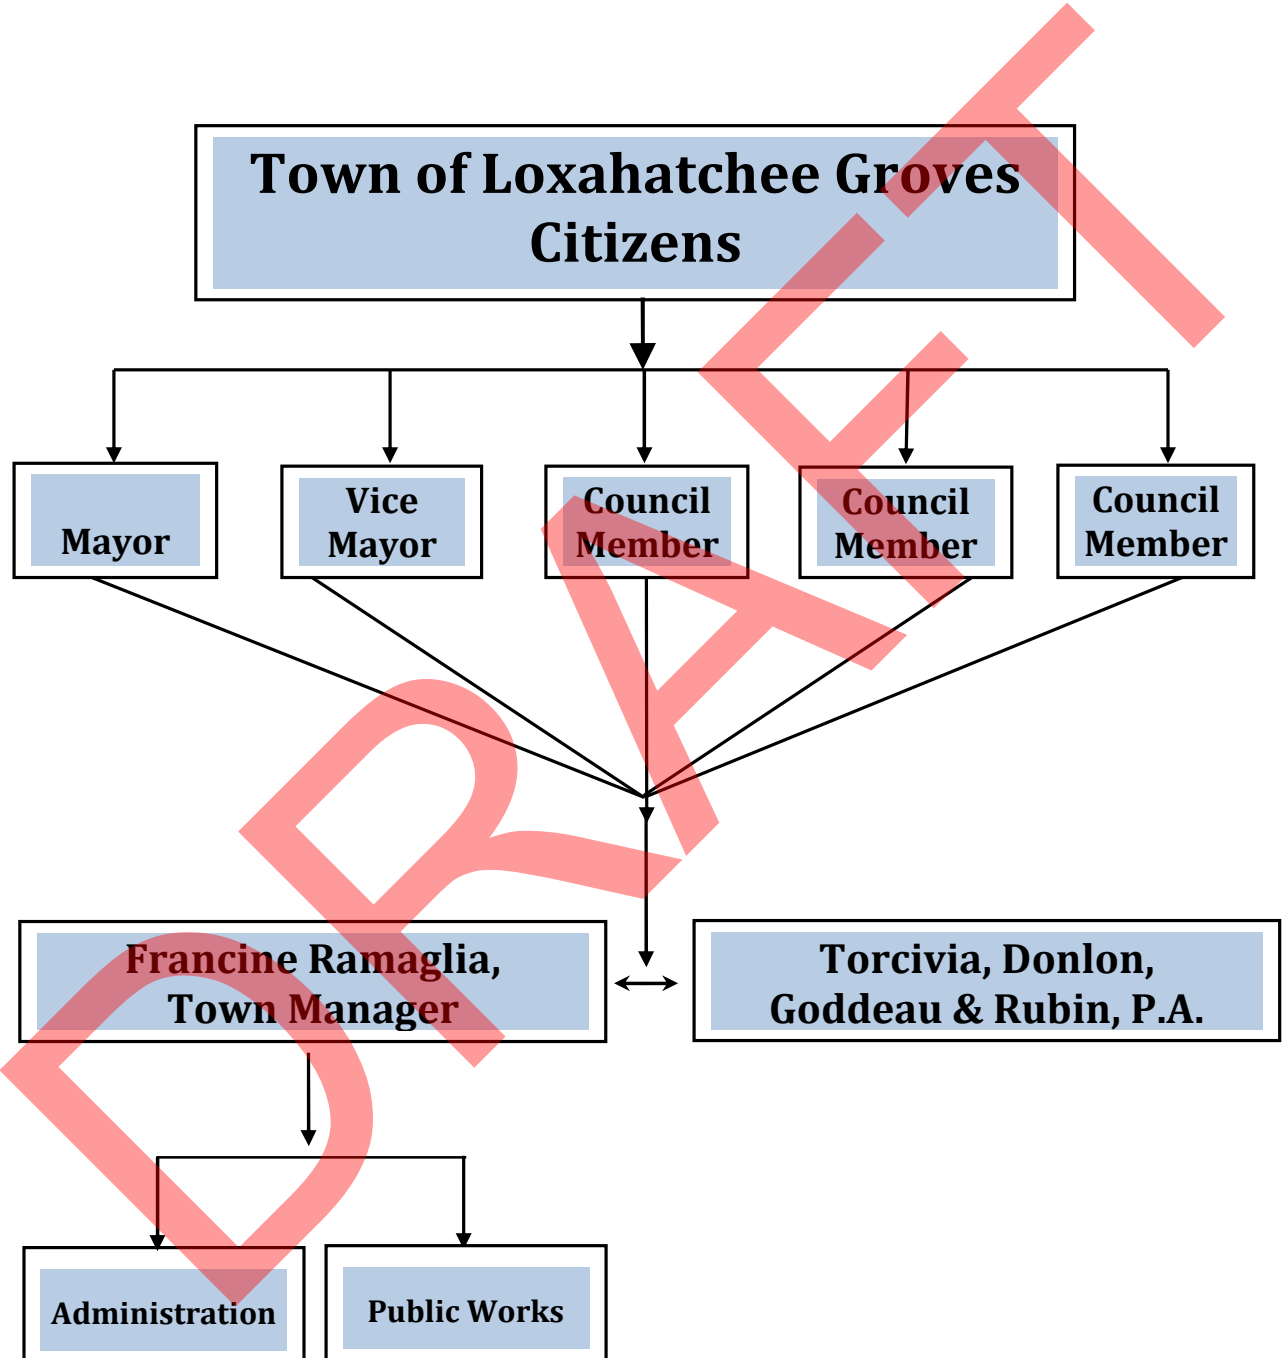 Town of Loxahatchee Groves
Citizens
Mayor
Vice
Mayor
Council
Member
Council
Member
Council
Member
Francine Ramaglia,
Town Manager
Torcivia, Donlon,
Goddeau & Rubin, P.A.
Administration
Public Works
DRAFT